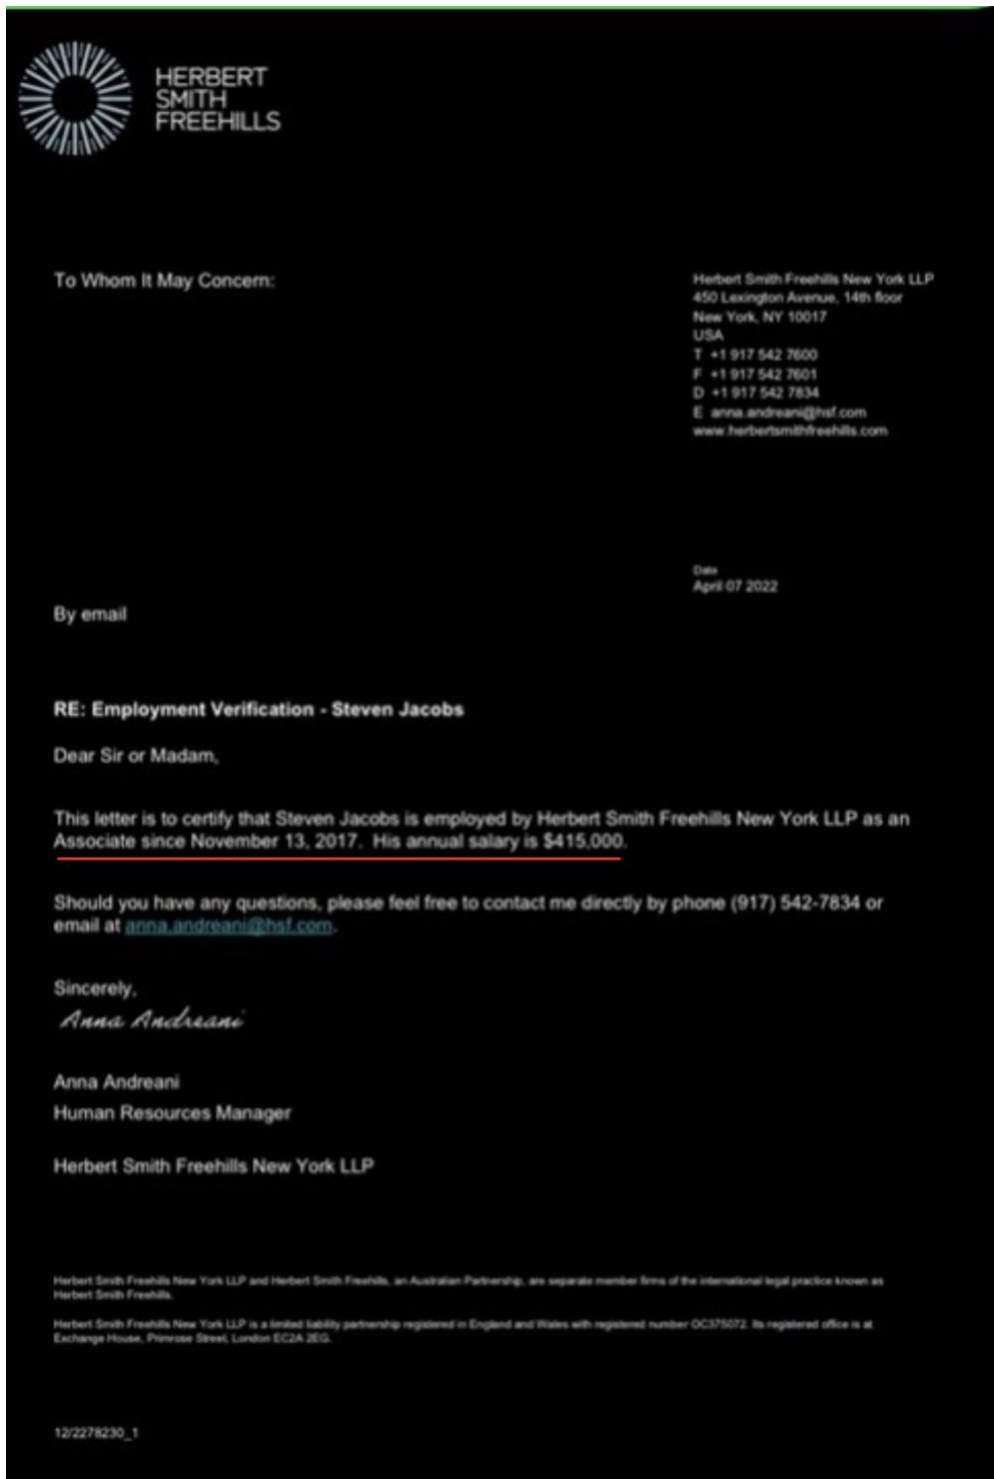 HERBERT
SMITH
FREEHILLS
To Whom It May Concern:
Herbert Smith Freehills New York LLP
450 Lexington Avenue, 14th floor
New York, NY 10017
USA
T +1 917 542 7600
F +1 917 542 7601
D +1 917 542 7834
E anna.andreani@hsf.com
www.herbertsmithfreehills.com
Date
April 07 2022
By email
RE: Employment Verification - Steven Jacobs
Dear Sir or Madam,
This letter is to certify that Steven Jacobs is employed by Herbert Smith Freehills New York LLP as an
Associate since November 13, 2017. His annual salary is $415,000.
Should you have any questions, please feel free to contact me directly by phone (917) 542-7834 or
email at anna.andreani@hsf.com.
Sincerely,
Anna Andreani
Anna Andreani
Human Resources Manager
Herbert Smith Freehills New York LLP
Herbert Smith Freehills New York LLP and Herbert Smith Freehills, an Australian Partnership, are separate member firms of the international legal practice known as
Herbert Smith Freehills.
Herbert Smith Freehills New York LLP is a limited liability partnership registered in England and Wales with registered number OC375072. Its registered office is at
Exchange House, Primrose Street, London EC2A 2EG.
12/2278230_1